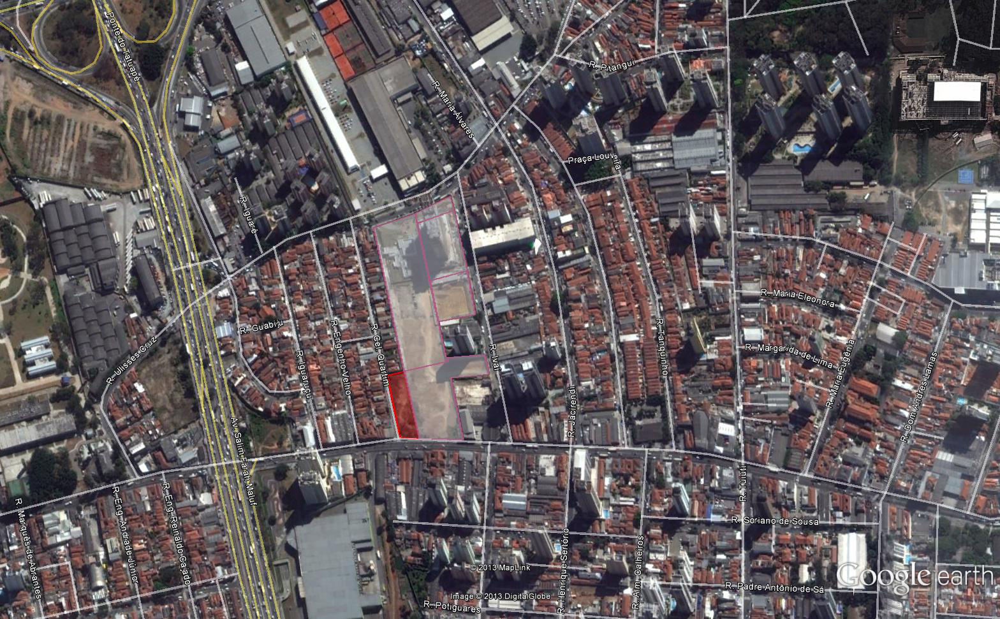 Ponte do Tatuapé
R. Pitangui
R. Maria Álvares
Praça Louveira
R. Iguaré
R. Maria Eleonora
R. Guabiju
R. Engenho Velho
R. Cel. Quartim
R. Tanquinho
R. Ulisses Cruz
R. Iguaruçu
R. Ivaí
R. Margarida de Lima
R. Maria Eugênia
R. Dom Andrés Lamas
R. Jacirendi
Av. Salim Farah Maluf
R. Tuiuti
R. Marquês de Abrantes
R. Eng. Andrade Júnior
R. Eng. Reinaldo Cajado
R. Soriano de Sousa
R. Henrique Sertório
R. Alm. Calheiros
© 2013 MapLink
Google earth
R. Padre Antônio de Sá
Image © 2013 DigitalGlobe
R. Potiguares